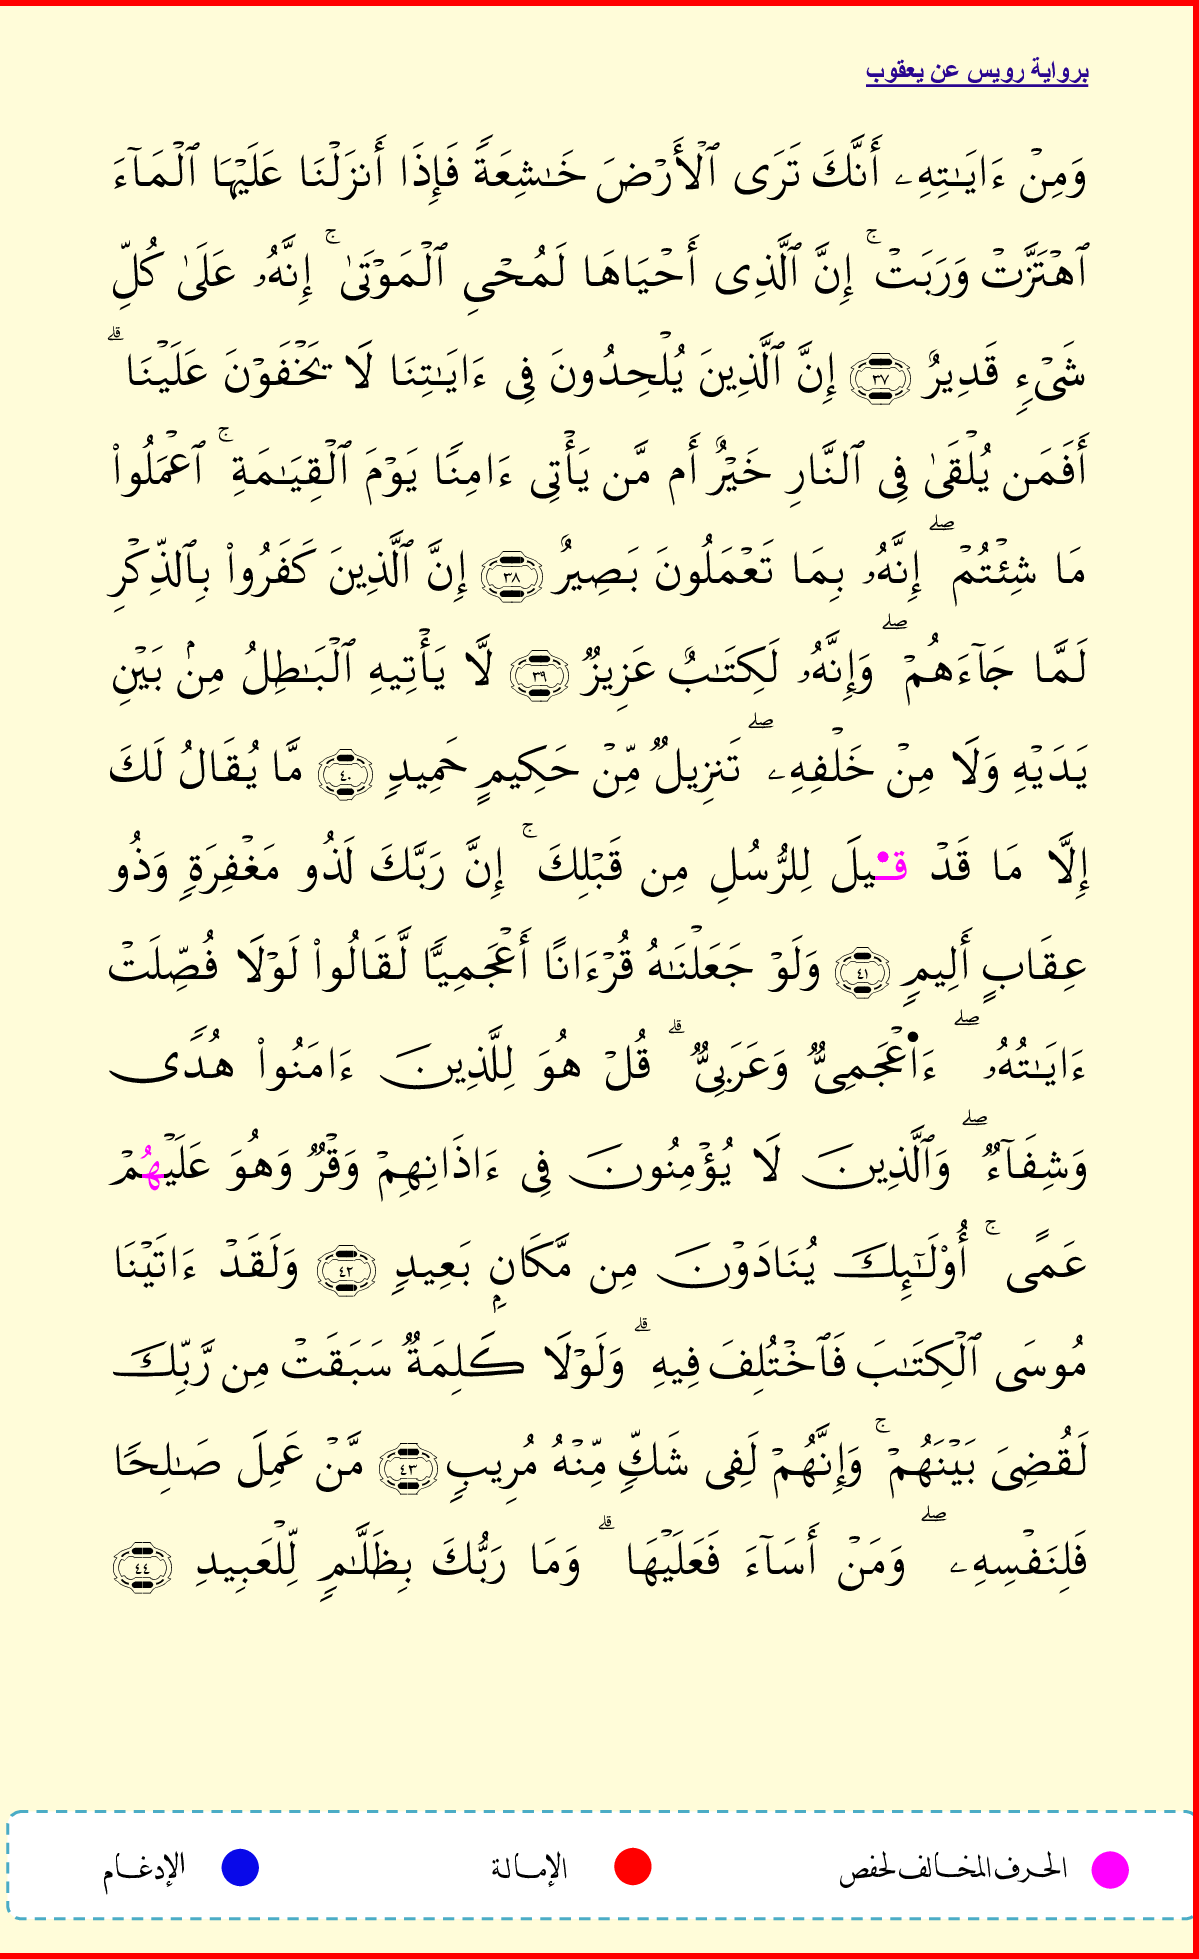 برواية رويس عن يعقوب
وَمِنْ ءَايَـٰتِهِۦ أَنَّكَ تَرَى ٱلْأَرْضَ خَـٰشِعَةً فَإِذَا أَنزَلْنَا عَلَيْهَا ٱلْمَآءَ
ٱهْتَزَّتْ وَرَبَتْ ۚ إِنَّ ٱلَّذِى أَحْيَاهَا لَمُحْىِ ٱلْمَوْتَىٰ ۚ إِنَّهُۥ عَلَىٰ كُلِّ
شَىْءٍ قَدِيرٌ ٣٧ إِنَّ ٱلَّذِينَ يُلْحِدُونَ فِى ءَايَـٰتِنَا لَا يَخْفَوْنَ عَلَيْنَا ۗ
أَفَمَن يُلْقَىٰ فِى ٱلنَّارِ خَيْرٌ أَم مَّن يَأْتِى ءَامِنًا يَوْمَ ٱلْقِيَـٰمَةِ ۚ ٱعْمَلُوا۟
مَا شِئْتُمْ ۖ إِنَّهُۥ بِمَا تَعْمَلُونَ بَصِيرٌ ٣٨ إِنَّ ٱلَّذِينَ كَفَرُوا۟ بِٱلذِّكْرِ
لَمَّا جَآءَهُمْ ۖ وَإِنَّهُۥ لَكِتَـٰبٌ عَزِيزٌ ٣٩ لَّا يَأْتِيهِ ٱلْبَـٰطِلُ مِنۢ بَيْنِ
يَدَيْهِ وَلَا مِنْ خَلْفِهِۦ ۖ تَنزِيلٌ مِّنْ حَكِيمٍ حَمِيدٍ ٤٠ مَّا يُقَالُ لَكَ
إِلَّا مَا قَدْ قِيلَ لِلرُّسُلِ مِن قَبْلِكَ ۚ إِنَّ رَبَّكَ لَذُو مَغْفِرَةٍ وَذُو
عِقَابٍ أَلِيمٍ ٤١ وَلَوْ جَعَلْنَـٰهُ قُرْءَانًا أَعْجَمِيًّا لَّقَالُوا۟ لَوْلَا فُصِّلَتْ
ءَايَـٰتُهُۥ ۖ ءَا۬عْجَمِىٌّ وَعَرَبِىٌّ ۗ قُلْ هُوَ لِلَّذِينَ ءَامَنُوا۟ هُدًى
وَشِفَآءٌ ۖ وَٱلَّذِينَ لَا يُؤْمِنُونَ فِى ءَاذَانِهِمْ وَقْرٌ وَهُوَ عَلَيْهُمْ
عَمًى ۚ أُو۟لَـٰٓئِكَ يُنَادَوْنَ مِن مَّكَانٍۭ بَعِيدٍ ٤٢ وَلَقَدْ ءَاتَيْنَا
مُوسَى ٱلْكِتَـٰبَ فَٱخْتُلِفَ فِيهِ ۗ وَلَوْلَا كَلِمَةٌ سَبَقَتْ مِن رَّبِّكَ
لَقُضِىَ بَيْنَهُمْ ۚ وَإِنَّهُمْ لَفِى شَكٍّ مِّنْهُ مُرِيبٍ ٤٣ مَّنْ عَمِلَ صَـٰلِحًا
فَلِنَفْسِهِۦ ۖ وَمَنْ أَسَآءَ فَعَلَيْهَا ۗ وَمَا رَبُّكَ بِظَلَّـٰمٍ لِّلْعَبِيدِ ٤٤
الحرف المخالف لحفص الإمالة الإدغام